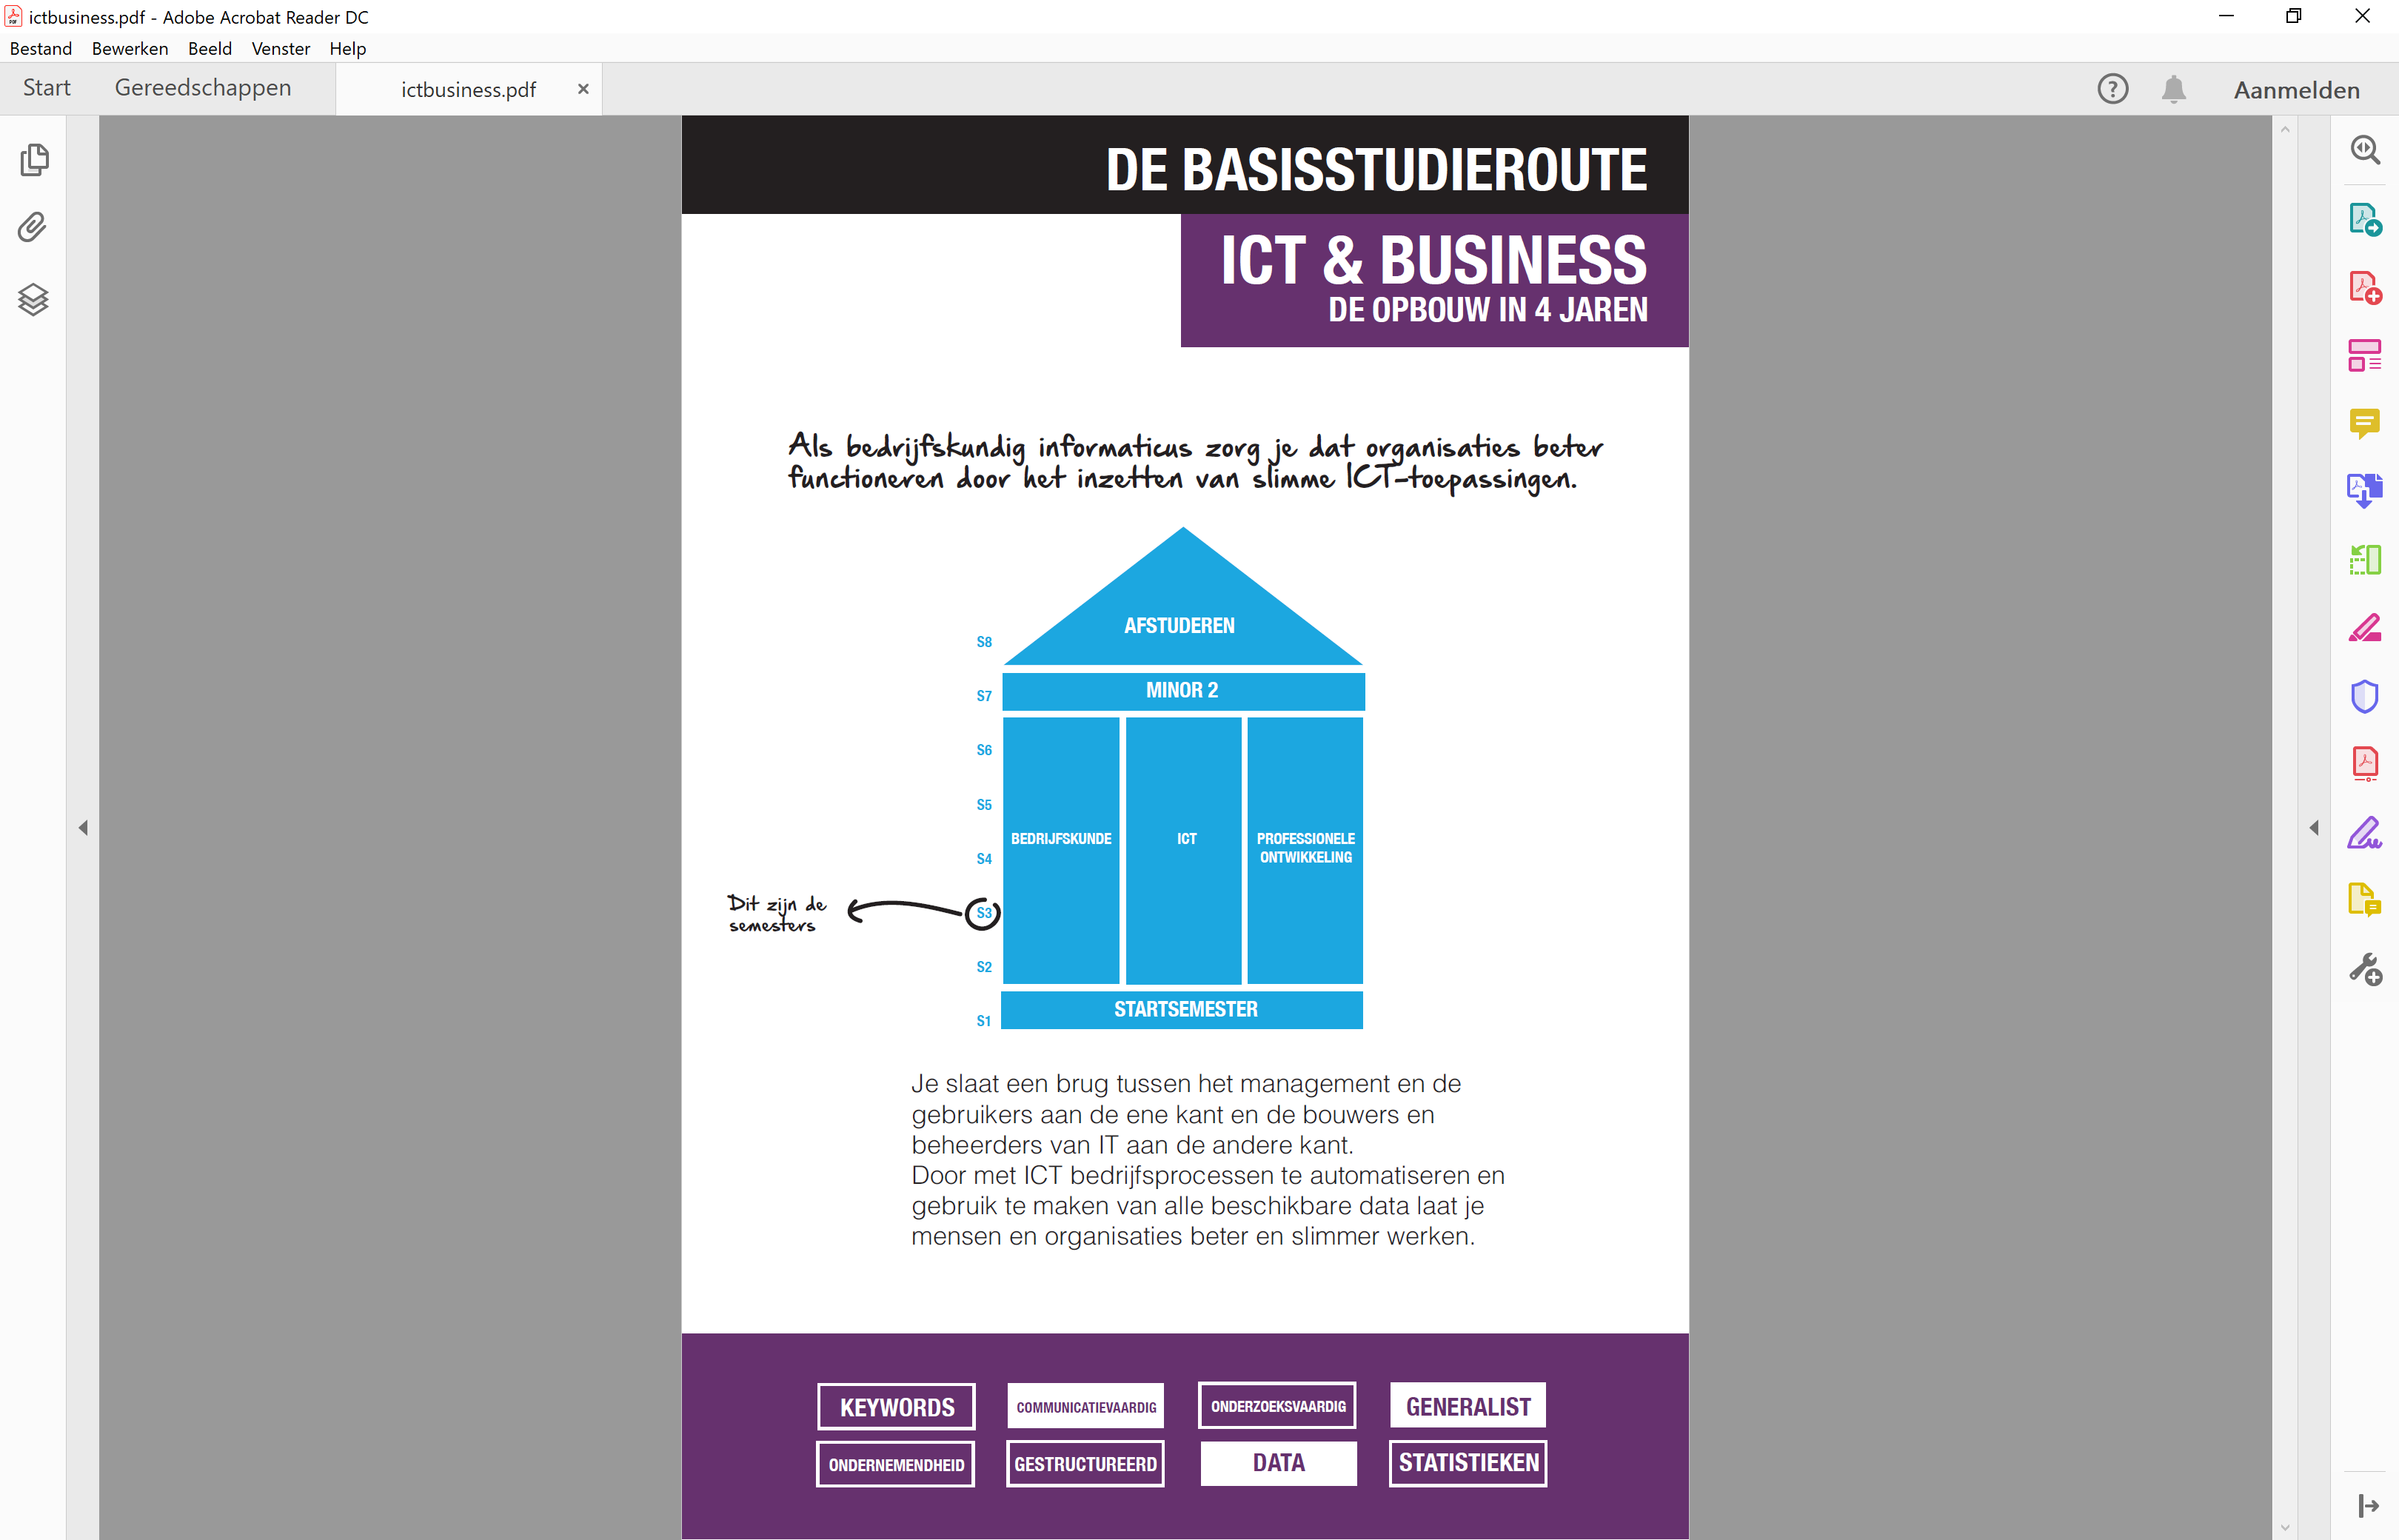 ictbusiness.pdf - Adobe Acrobat Reader DC
Bestand Bewerken Beeld Venster Help
Start Gereedschappen ictbusiness.pdf Aanmelden
DE BASISSTUDIEROUTE
ICT & BUSINESS
DE OPBOUW IN 4 JAREN
Als bedrijfskundig informaticus zorg je dat organisaties beter
functioneren door het inzetten van slimme ICT-toepassingen.
AFSTUDEREN
S8
S7
MINOR 2
S6
S5
BEDRIJFSKUNDE
ICT
PROFESSIONELE
ONTWIKKELING
S4
Dit zijn de
semesters
S3
S2
STARTSEMESTER
S1
Je slaat een brug tussen het management en de
gebruikers aan de ene kant en de bouwers en
beheerders van IT aan de andere kant.
Door met ICT bedrijfsprocessen te automatiseren en
gebruik te maken van alle beschikbare data laat je
mensen en organisaties beter en slimmer werken.
KEYWORDS COMMUNICATIEVAARDIG ONDERZOEKSVAARDIG GENERALIST
ONDERNEMENDHEID GESTRUCTUREERD DATA STATISTIEKEN